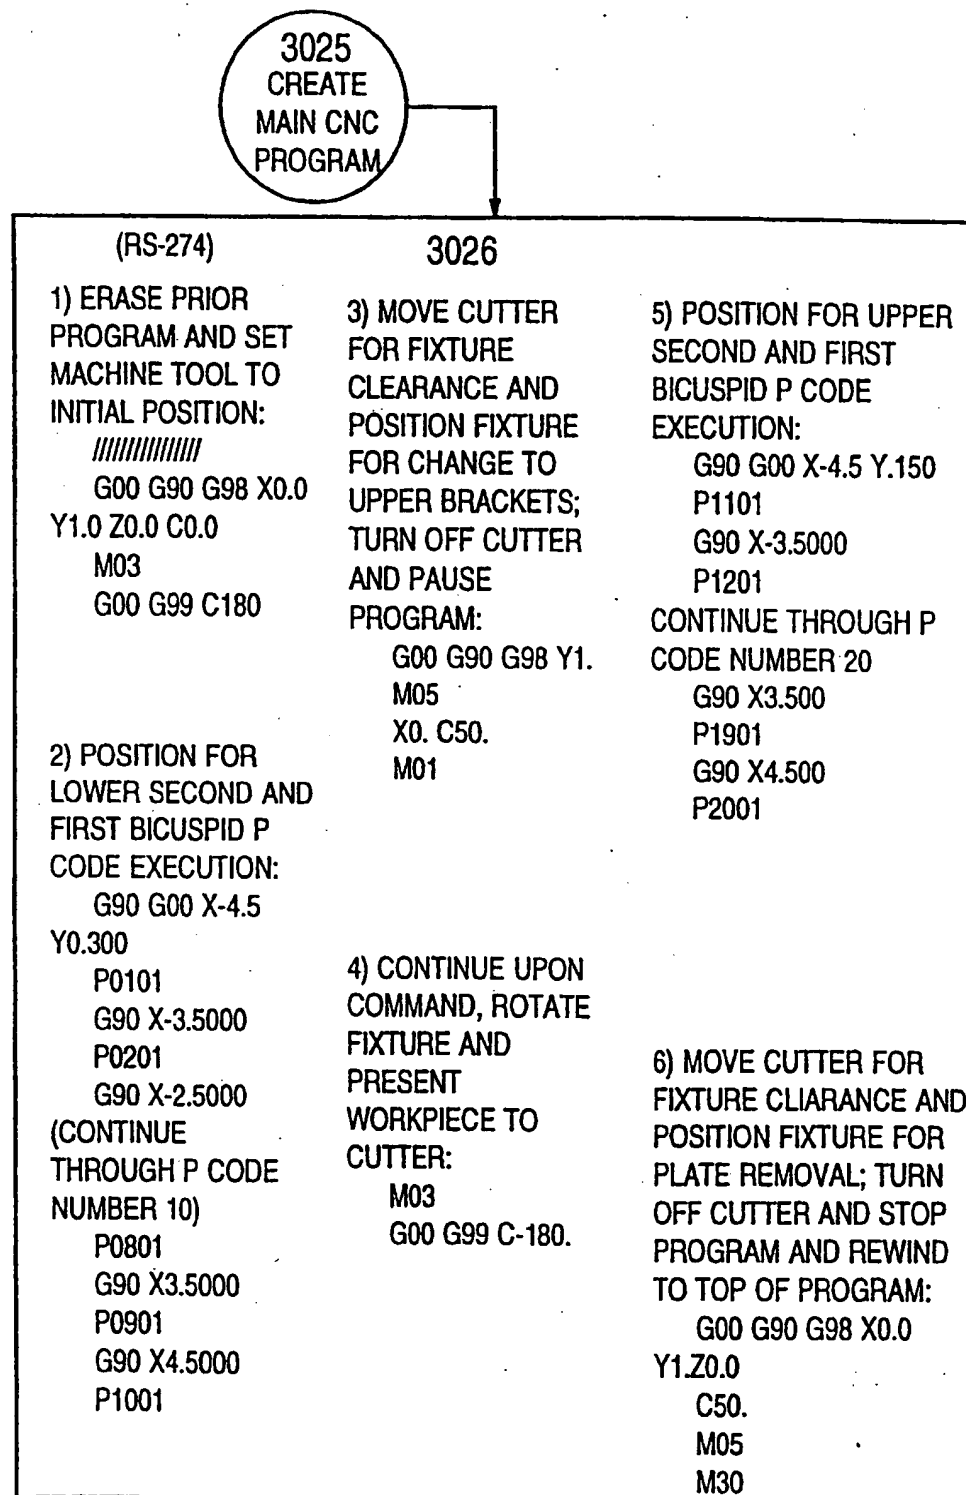 3025
CREATE
MAIN CNC
PROGRAM
(RS-274)
3026
1) ERASE PRIOR
PROGRAM AND SET
MACHINE TOOL TO
INITIAL POSITION:
////////////////
G00 G90 G98 X0.0
Y1.0 Z0.0 C0.0
M03
G00 G99 C180
2) POSITION FOR
LOWER SECOND AND
FIRST BICUSPID P
CODE EXECUTION:
G90 G00 X-4.5
Y0.300
P0101
G90 X-3.5000
P0201
G90 X-2.5000
(CONTINUE
THROUGH P CODE
NUMBER 10)
P0801
G90 X3.5000
P0901
G90 X4.5000
P1001
3) MOVE CUTTER
FOR FIXTURE
CLEARANCE AND
POSITION FIXTURE
FOR CHANGE TO
UPPER BRACKETS;
TURN OFF CUTTER
AND PAUSE
PROGRAM:
G00 G90 G98 Y1.
M05
X0. C50.
M01
4) CONTINUE UPON
COMMAND, ROTATE
FIXTURE AND
PRESENT
WORKPIECE TO
CUTTER:
M03
G00 G99 C-180.
5) POSITION FOR UPPER
SECOND AND FIRST
BICUSPID P CODE
EXECUTION:
G90 G00 X-4.5 Y.150
P1101
G90 X-3.5000
P1201
CONTINUE THROUGH P
CODE NUMBER 20
G90 X3.500
P1901
G90 X4.500
P2001
6) MOVE CUTTER FOR
FIXTURE CLIARANCE AND
POSITION FIXTURE FOR
PLATE REMOVAL; TURN
OFF CUTTER AND STOP
PROGRAM AND REWIND
TO TOP OF PROGRAM:
G00 G90 G98 X0.0
Y1.Z0.0
C50.
M05
M30